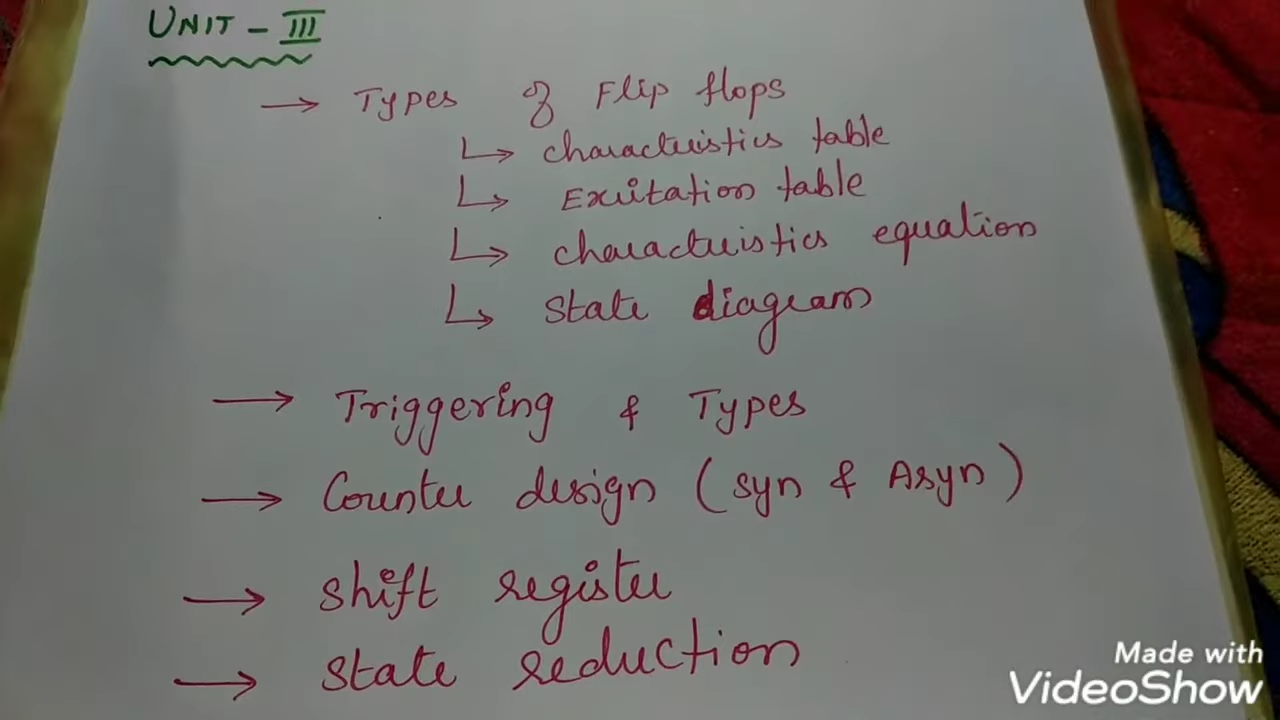 UNIT - III
→ Types of Flip flops
↳ characteristics table
↳ Exitation table
↳ characteristics equation
↳ state diagram
→ Triggering & Types
→ Counter design (syn & Asyn)
→ shift register
→ state reduction
Made with
VideoShow